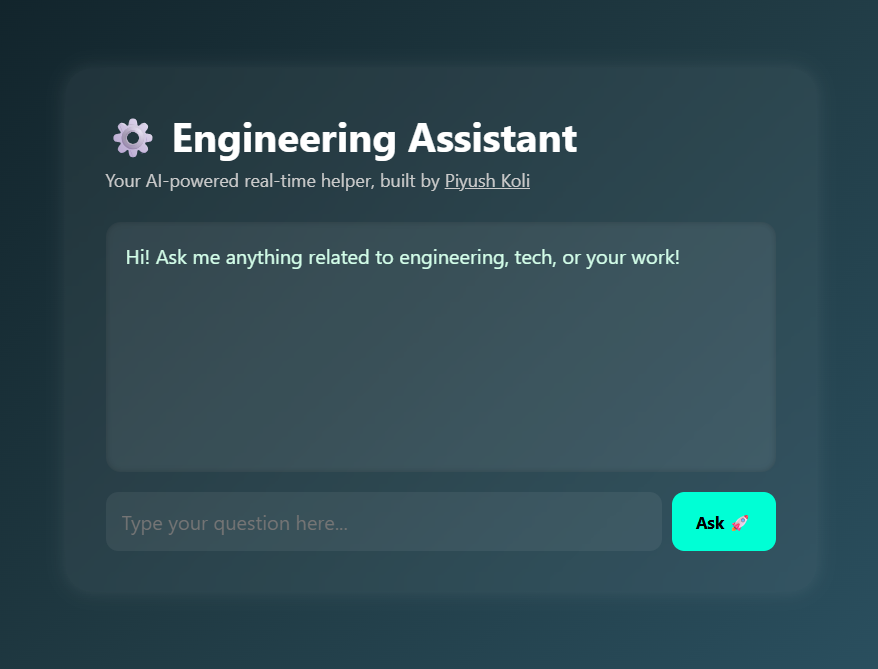 Engineering Assistant
Your AI-powered real-time helper, built by Piyush Koli
Hi! Ask me anything related to engineering, tech, or your work!
Type your question here...
Ask 🚀